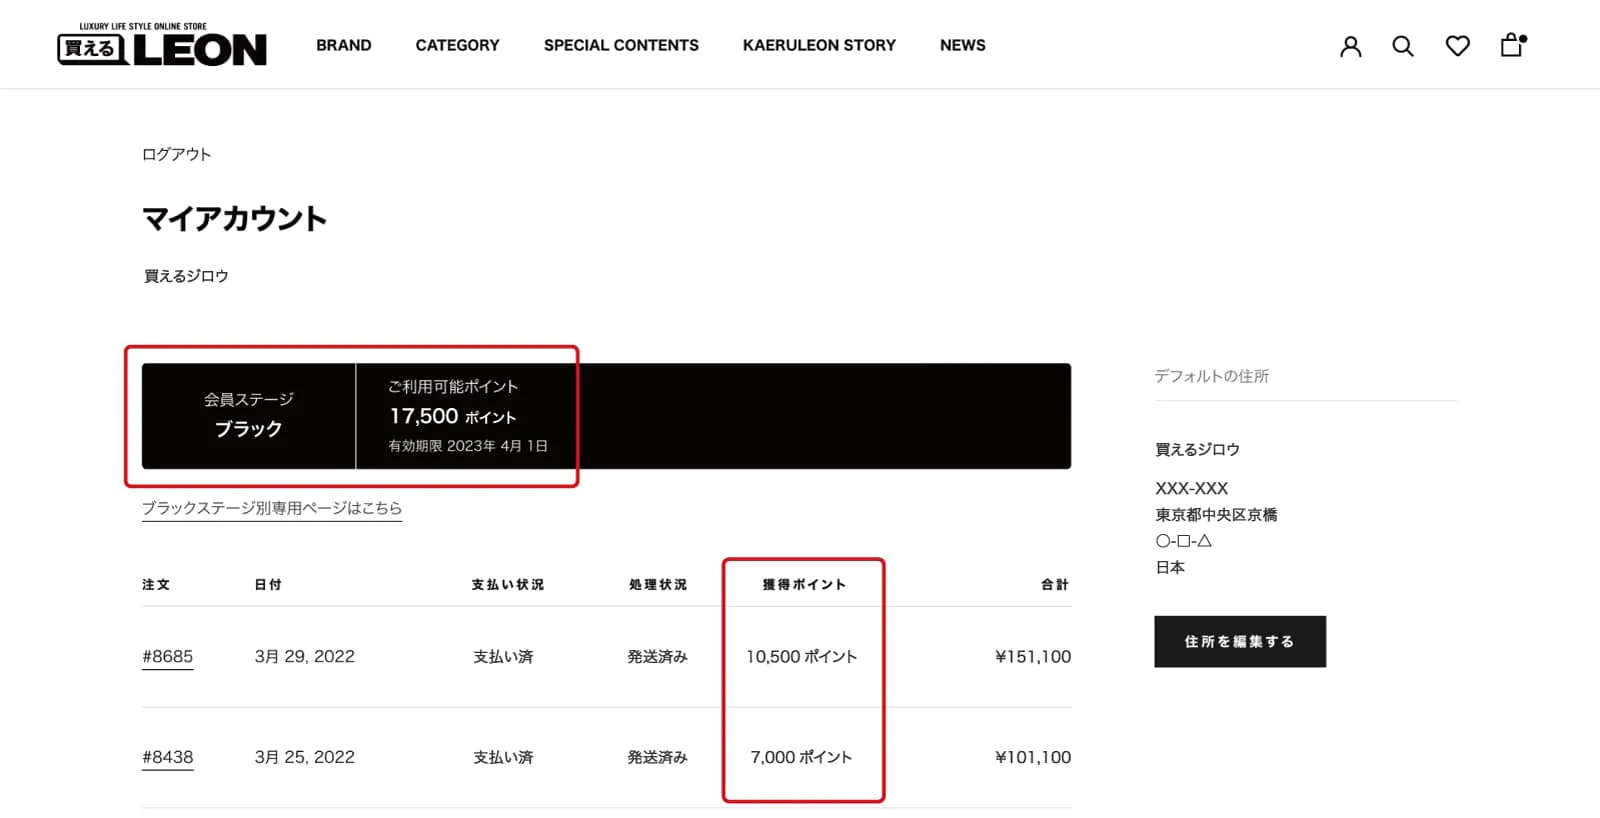 LUXURY LIFE STYLE ONLINE STORE
買える LEON
BRAND
CATEGORY
SPECIAL CONTENTS
KAERULEON STORY
NEWS
ログアウト
マイアカウント
買えるジロウ
会員ステージ
ブラック
ご利用可能ポイント
17,500 ポイント
有効期限 2023年 4月 1日
ブラックステージ別専用ページはこちら
注文 日付 支払い状況 処理状況 獲得ポイント 合計
#8685 3月 29, 2022 支払い済 発送済み 10,500 ポイント ¥151,100
#8438 3月 25, 2022 支払い済 発送済み 7,000 ポイント ¥101,100
デフォルトの住所
買えるジロウ
XXX-XXX
東京都中央区京橋
〇-□-△
日本
住所を編集する